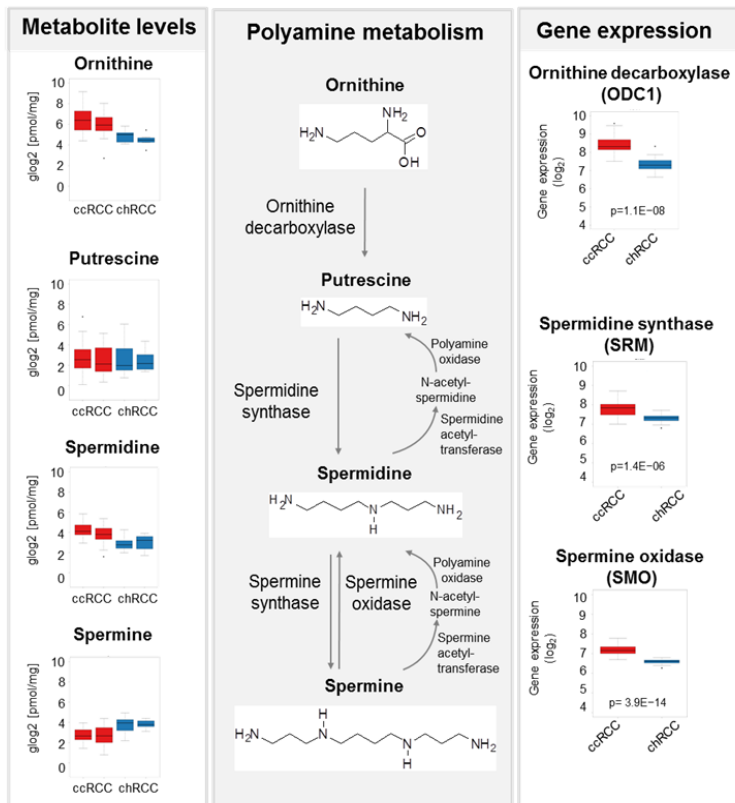 Metabolite levels
Ornithine
10
8
6
4
2
0
glog2 [pmol/mg]
ccRCC chRCC
Putrescine
10
8
6
4
2
0
glog2 [pmol/mg]
ccRCC chRCC
Spermidine
10
8
6
4
2
0
glog2 [pmol/mg]
ccRCC chRCC
Spermine
10
8
6
4
2
0
glog2 [pmol/mg]
ccRCC chRCC
Polyamine metabolism
Ornithine
NH2
H2N
O
OH
Ornithine
decarboxylase
Putrescine
H2N
NH2
Polyamine
oxidase
N-acetyl-
spermidine
Spermidine
acetyl-
transferase
Spermidine
synthase
Spermidine
H2N
N
H
NH2
Spermine
synthase
Spermine
oxidase
Polyamine
oxidase
N-acetyl-
spermine
Spermine
acetyl-
transferase
Spermine
H
H2N
N
N
H
NH2
Gene expression
Ornithine decarboxylase
(ODC1)
10
9
8
7
6
5
4
Gene expression
(log2)
p=1.1E−08
ccRCC
chRCC
Spermidine synthase
(SRM)
10
9
8
7
6
5
4
Gene expression
(log2)
p=1.4E−06
ccRCC
chRCC
Spermine oxidase
(SMO)
10
9
8
7
6
5
4
Gene expression
(log2)
p= 3.9E−14
ccRCC
chRCC